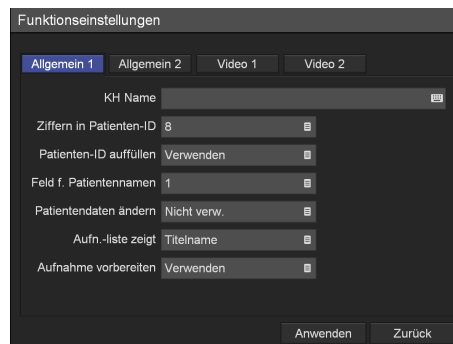 Funktionseinstellungen
Allgemein 1 Allgemein 2 Video 1 Video 2
KH Name
Ziffern in Patienten-ID 8
Patienten-ID auffüllen Verwenden
Feld f. Patientennamen 1
Patientendaten ändern Nicht verw.
Aufn.-liste zeigt Titelname
Aufnahme vorbereiten Verwenden
Anwenden Zurück